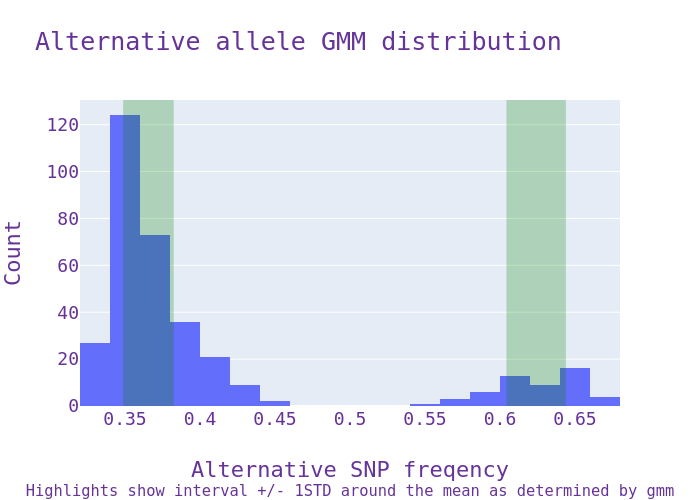 Alternative allele GMM distribution
Count
120
100
80
60
40
20
0
0.35 0.4 0.45 0.5 0.55 0.6 0.65
Alternative SNP freqency
Highlights show interval +/- 1STD around the mean as determined by gmm